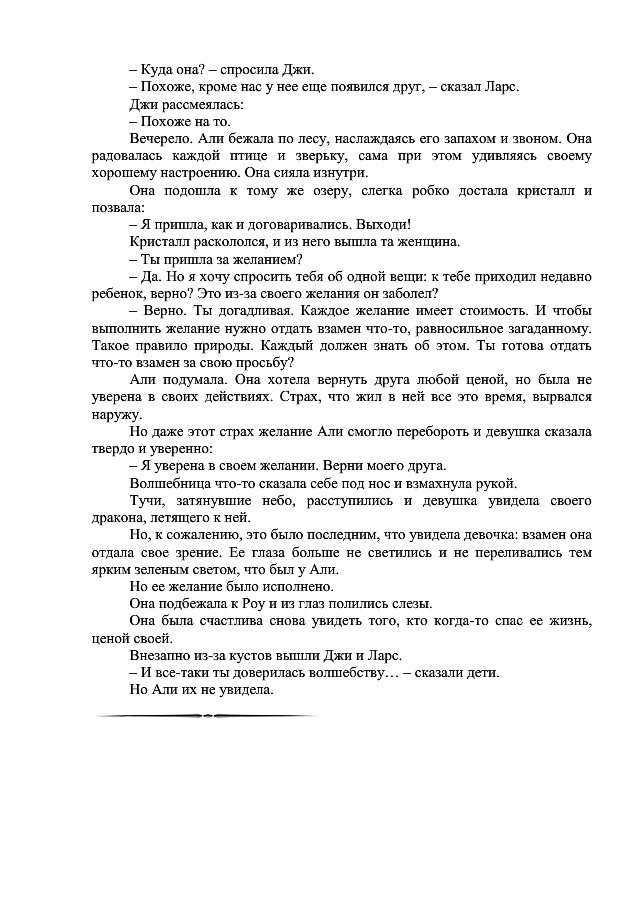 – Куда она? – спросила Джи.
– Похоже, кроме нас у нее еще появился друг, – сказал Ларс.
Джи рассмеялась:
– Похоже на то.
Вечерело. Али бежала по лесу, наслаждаясь его запахом и звоном. Она
радовалась каждой птице и зверьку, сама при этом удивляясь своему
хорошему настроению. Она сияла изнутри.
Она подошла к тому же озеру, слегка робко достала кристалл и
позвала:
– Я пришла, как и договаривались. Выходи!
Кристалл раскололся, и из него вышла та женщина.
– Ты пришла за желанием?
– Да. Но я хочу спросить тебя об одной вещи: к тебе приходил недавно
ребенок, верно? Это из-за своего желания он заболел?
– Верно. Ты догадливая. Каждое желание имеет стоимость. И чтобы
выполнить желание нужно отдать взамен что-то, равносильное загаданному.
Такое правило природы. Каждый должен знать об этом. Ты готова отдать
что-то взамен за свою просьбу?
Али подумала. Она хотела вернуть друга любой ценой, но была не
уверена в своих действиях. Страх, что жил в ней все это время, вырвался
наружу.
Но даже этот страх желание Али смогло перебороть и девушка сказала
твердо и уверенно:
– Я уверена в своем желании. Верни моего друга.
Волшебница что-то сказала себе под нос и взмахнула рукой.
Тучи, затянувшие небо, расступились и девушка увидела своего
дракона, летящего к ней.
Но, к сожалению, это было последним, что увидела девочка: взамен она
отдала свое зрение. Ее глаза больше не светились и не переливались тем
ярким зеленым светом, что был у Али.
Но ее желание было исполнено.
Она подбежала к Роу и из глаз полились слезы.
Она была счастлива снова увидеть того, кто когда-то спас ее жизнь,
ценой своей.
Внезапно из-за кустов вышли Джи и Ларс.
– И все-таки ты доверилась волшебству… – сказали дети.
Но Али их не увидела.